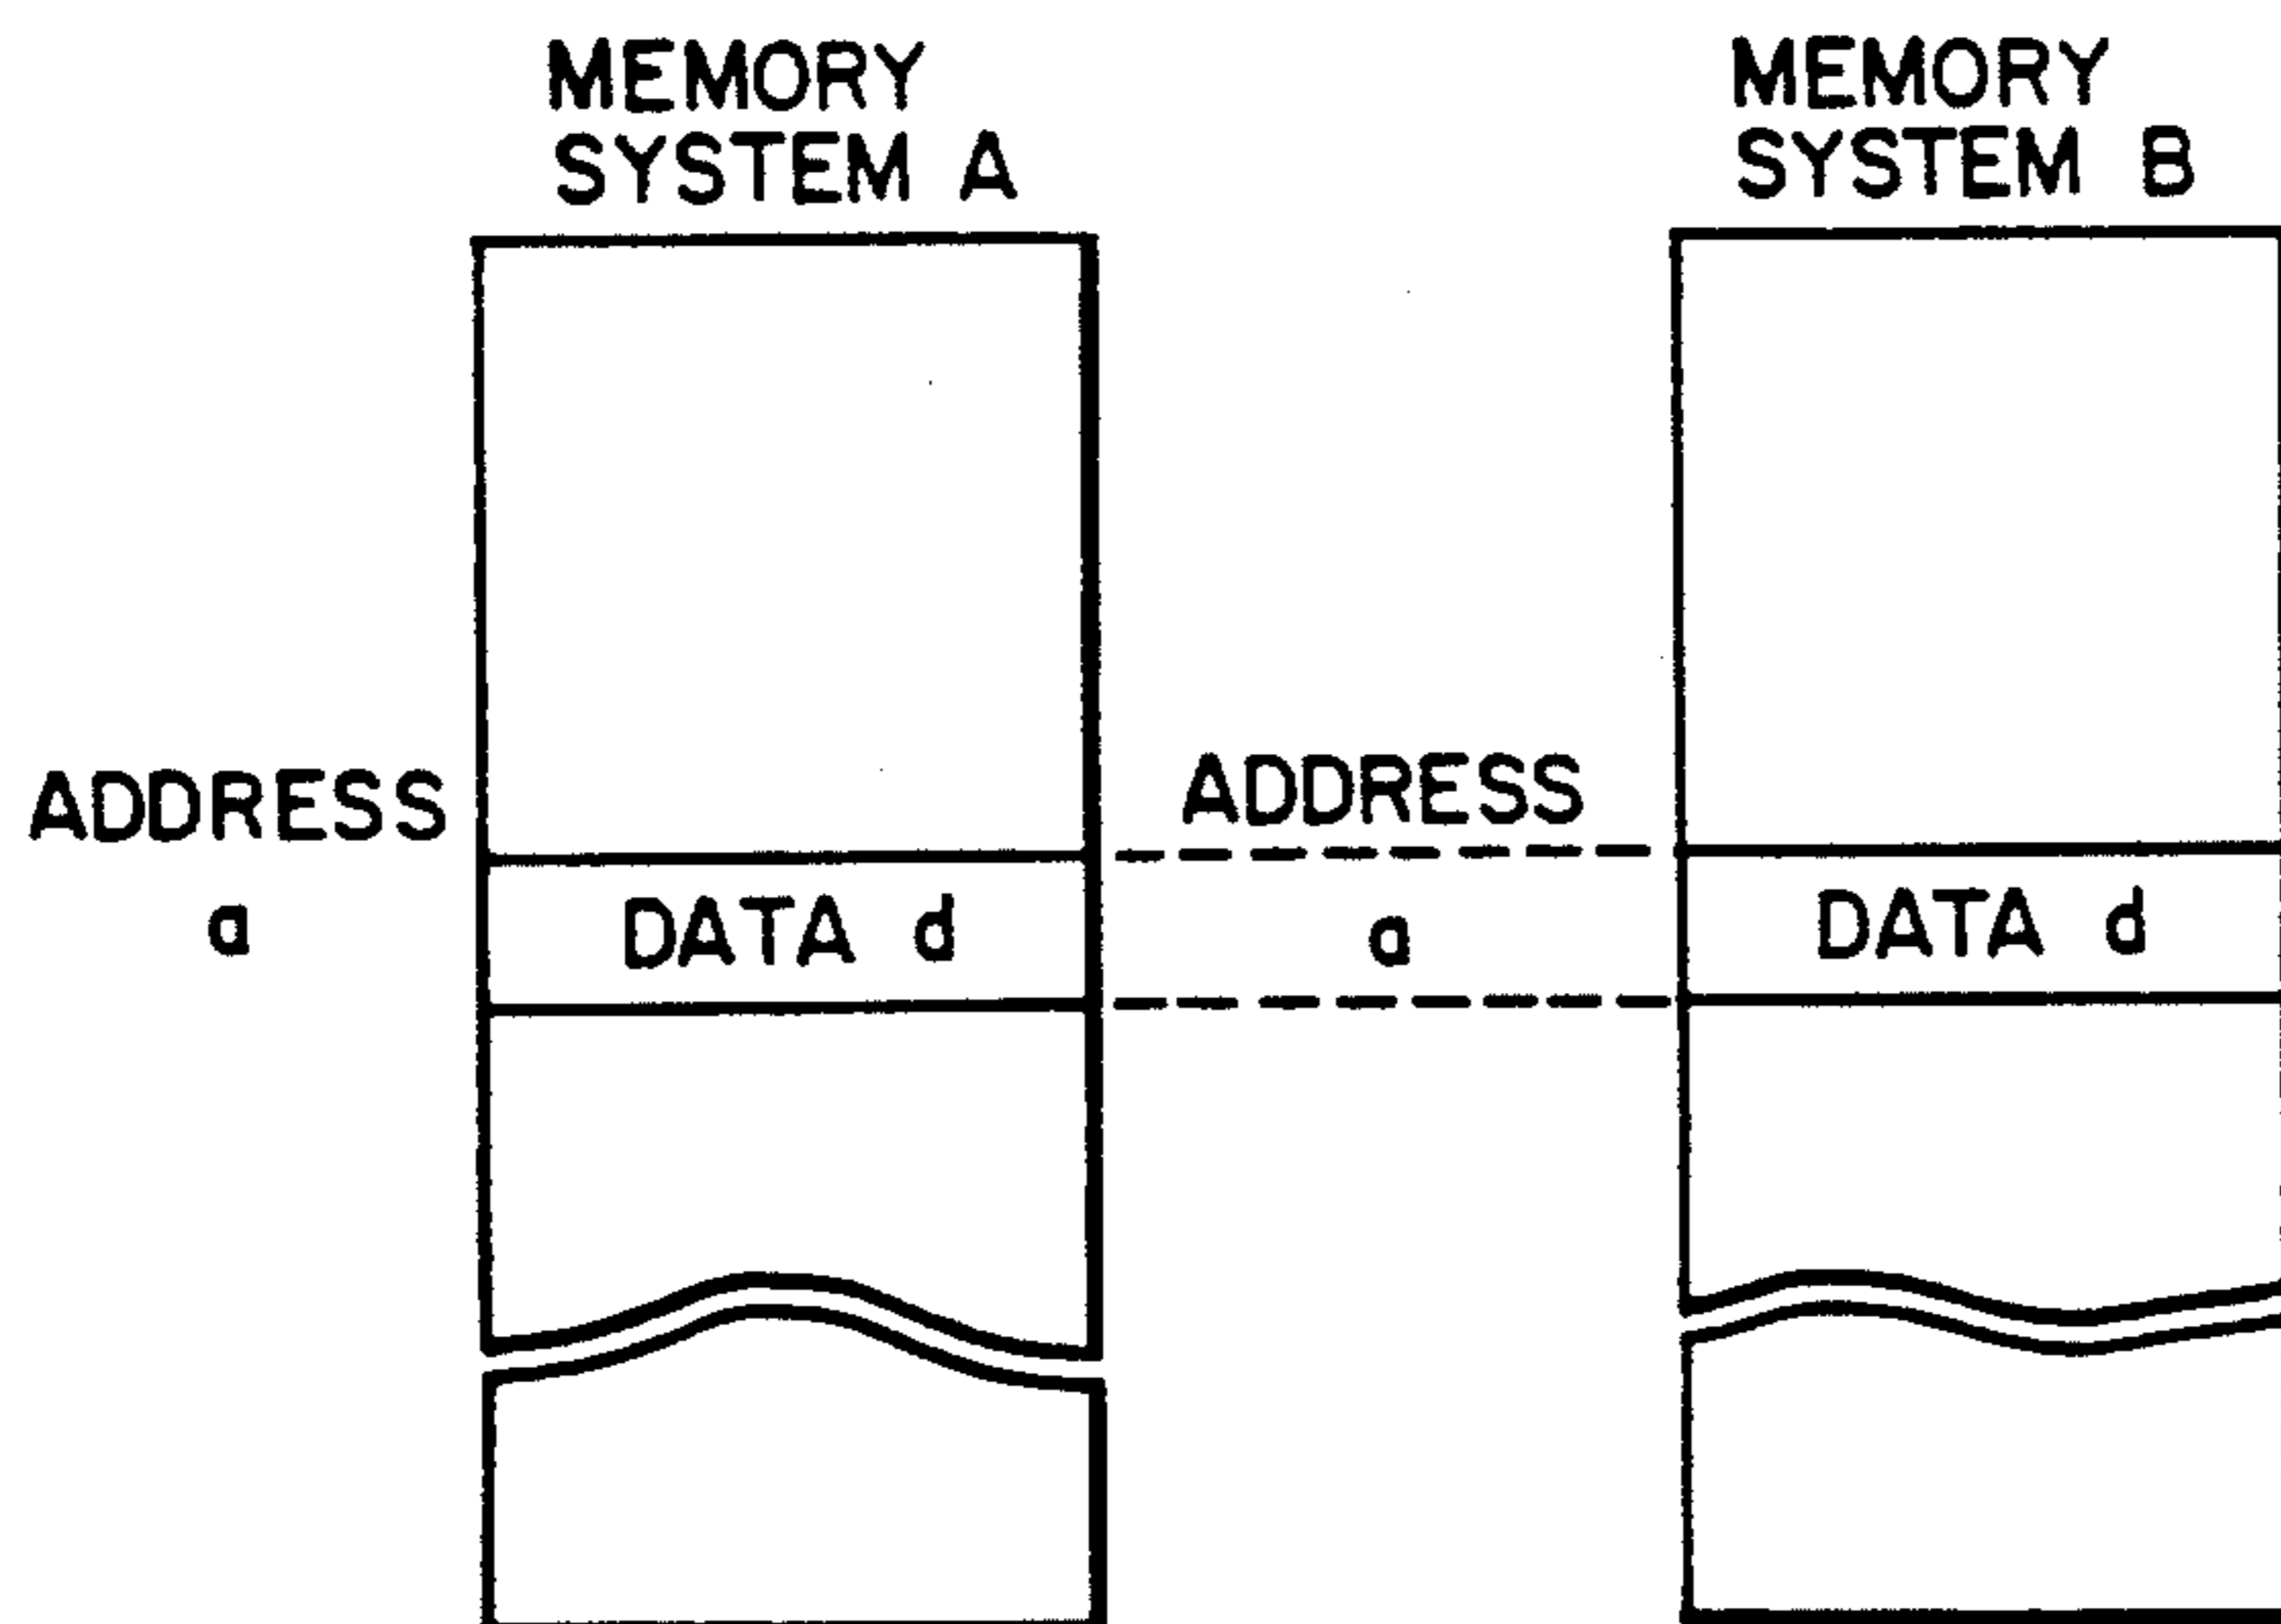 MEMORY
SYSTEM A
MEMORY
SYSTEM B
ADDRESS
a
DATA d
ADDRESS
a
DATA d